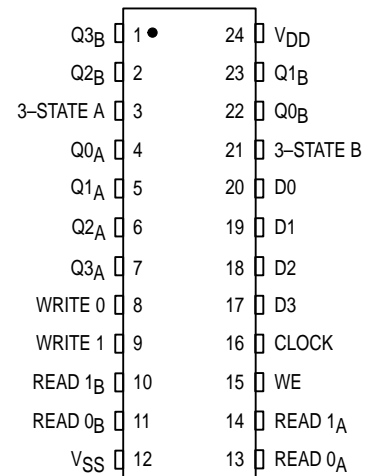 Q3B 1 24 VDD
Q2B 2 23 Q1B
3–STATE A 3 22 Q0B
Q0A 4 21 3–STATE B
Q1A 5 20 D0
Q2A 6 19 D1
Q3A 7 18 D2
WRITE 0 8 17 D3
WRITE 1 9 16 CLOCK
READ 1B 10 15 WE
READ 0B 11 14 READ 1A
VSS 12 13 READ 0A